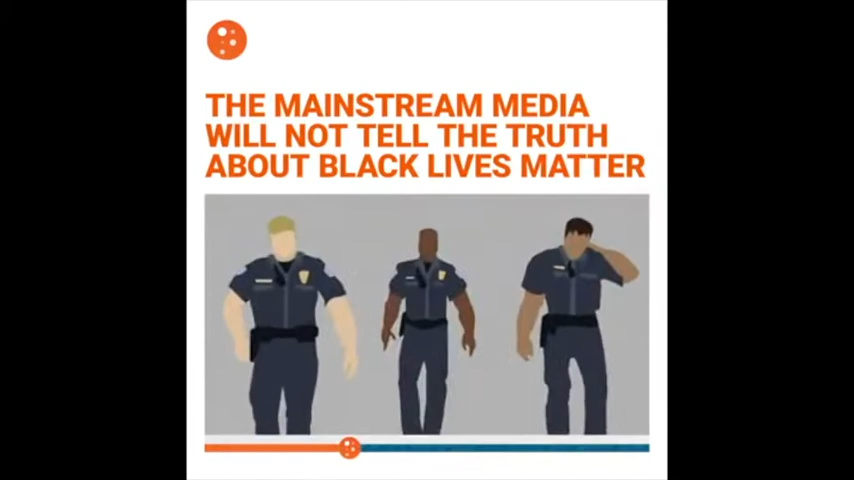 THE MAINSTREAM MEDIA
WILL NOT TELL THE TRUTH
ABOUT BLACK LIVES MATTER